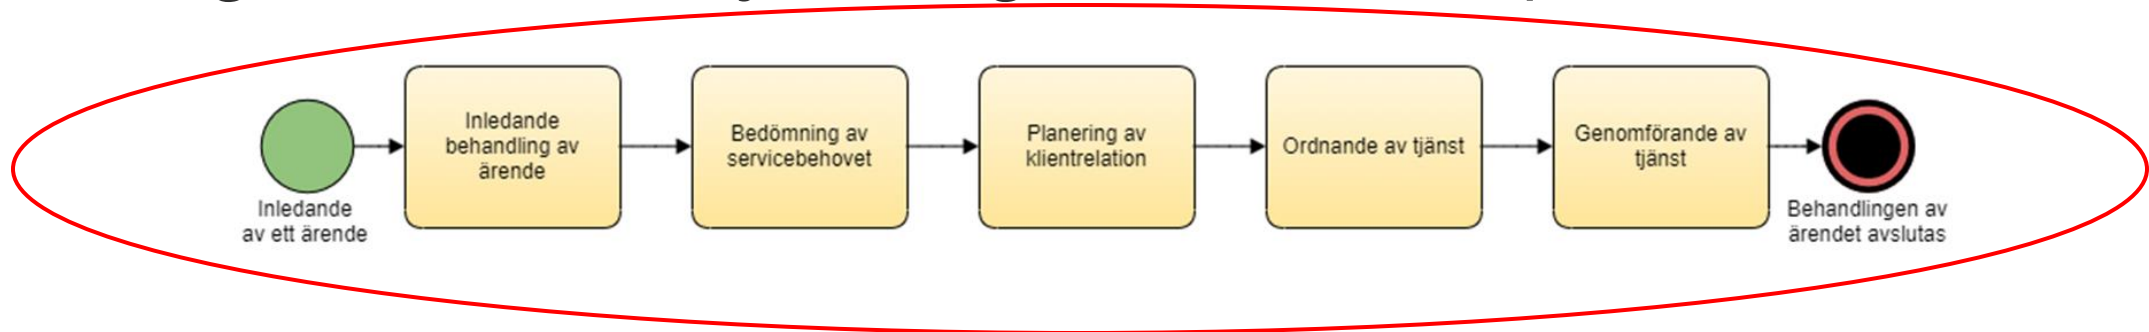 Inledande
av ett ärende
Inledande
behandling av
ärende
Bedömning av
servicebehovet
Planering av
klientrelation
Ordnande av tjänst
Genomförande av
tjänst
Behandlingen av
ärendet avslutas